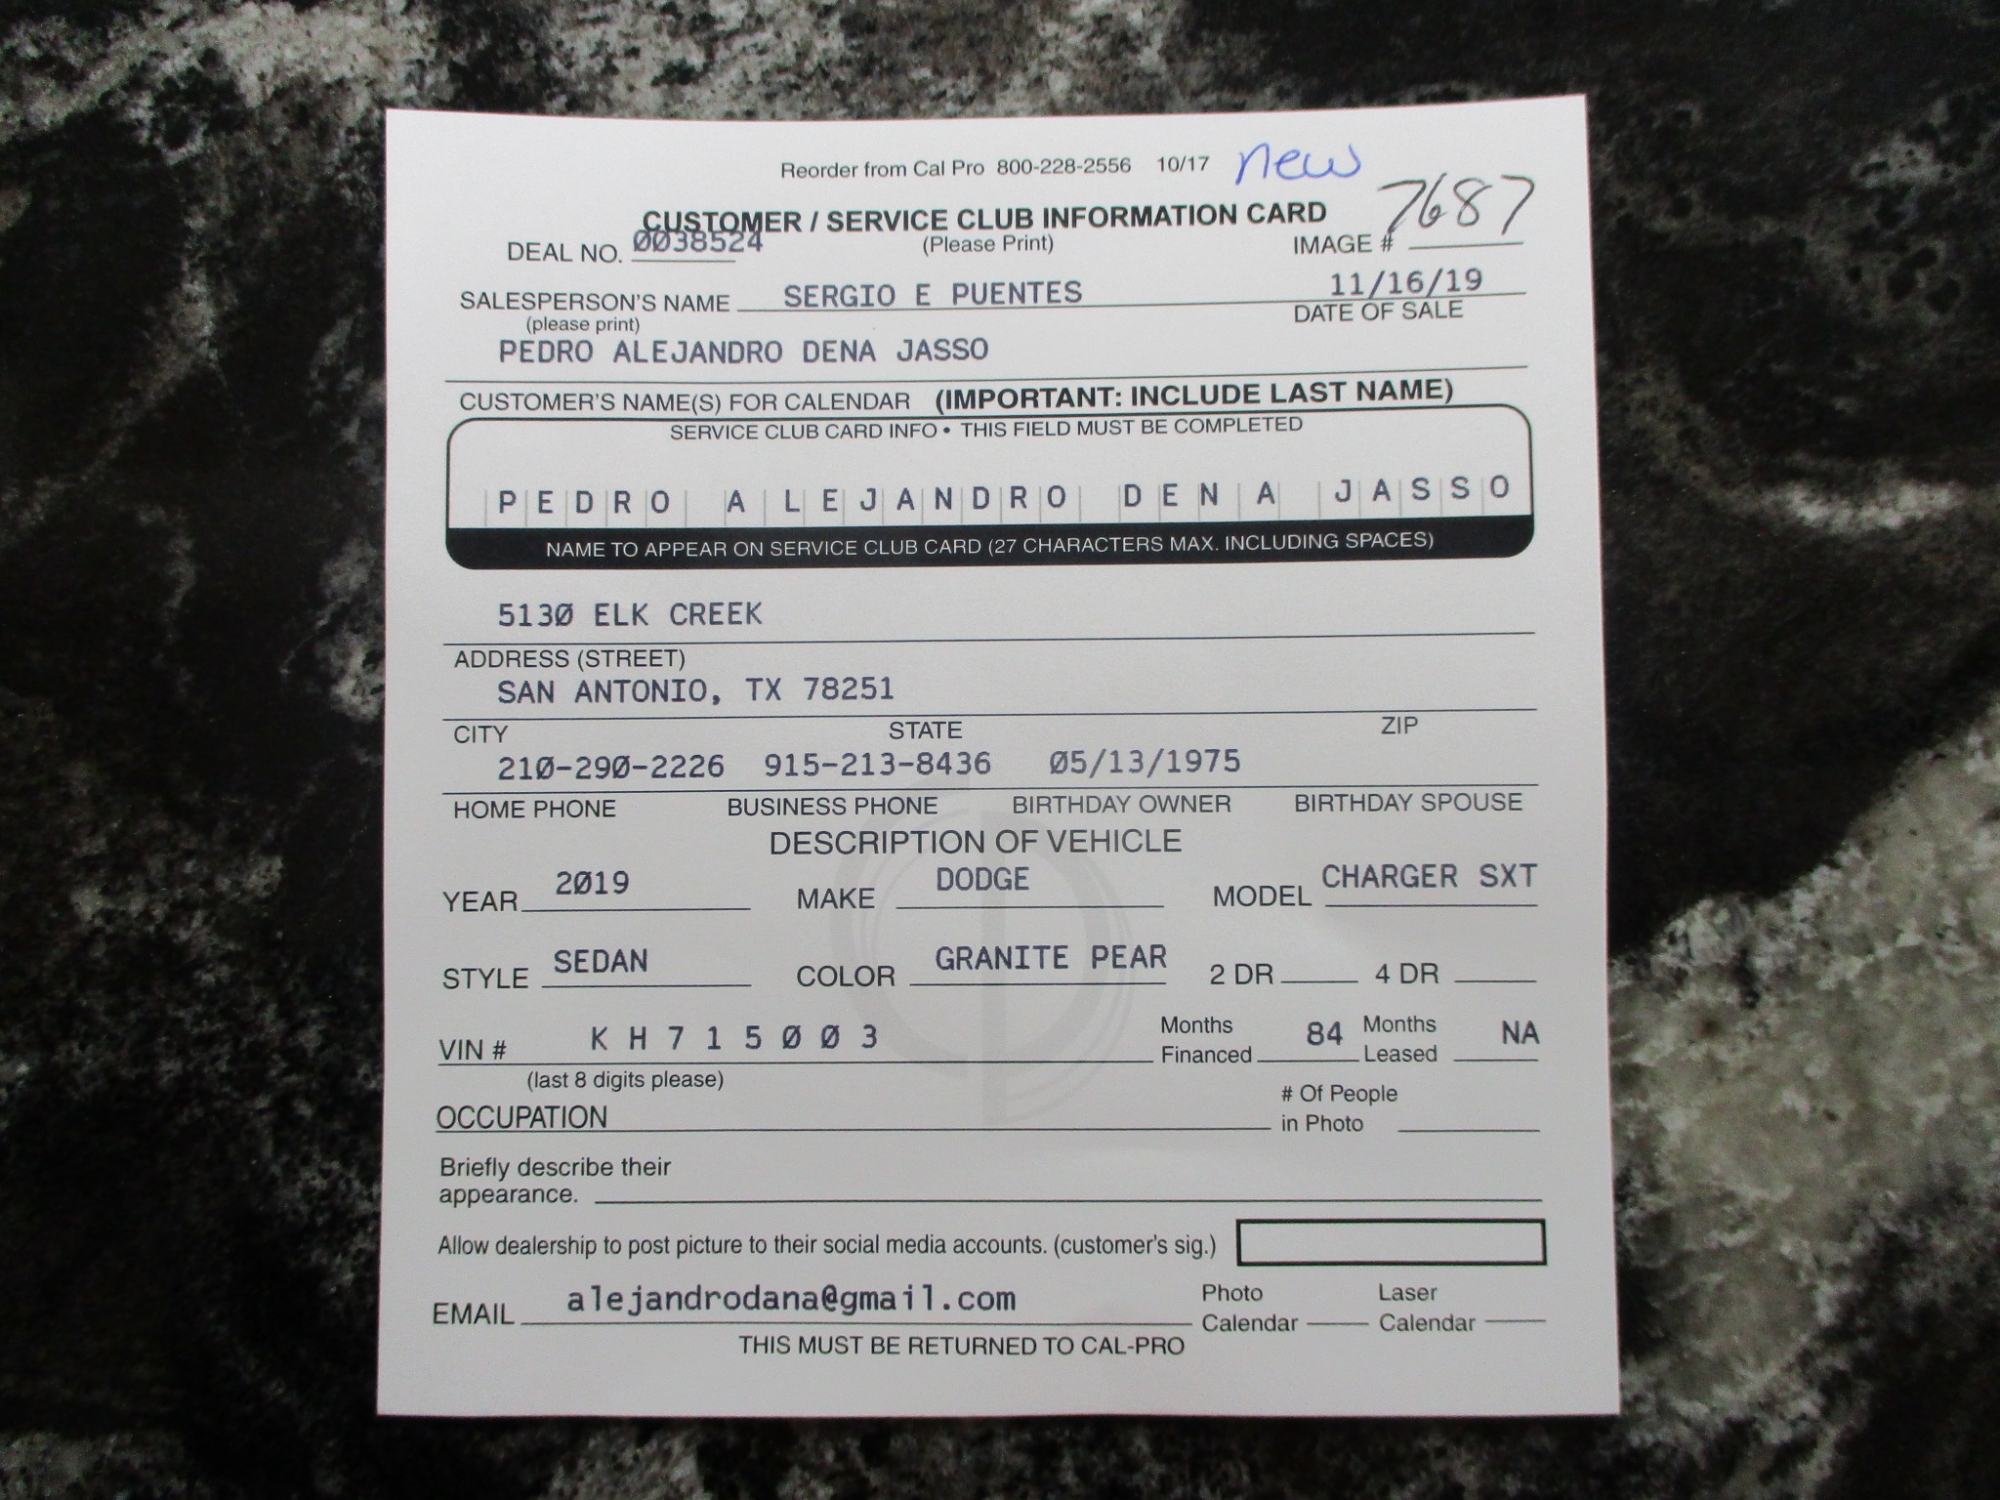 Reorder from Cal Pro 800-228-2556 10/17 new
CUSTOMER / SERVICE CLUB INFORMATION CARD 7687
DEAL NO. 0038524 (Please Print) IMAGE #
SALESPERSON'S NAME SERGIO E PUENTES 11/16/19
(please print) DATE OF SALE
PEDRO ALEJANDRO DENA JASSO
CUSTOMER'S NAME(S) FOR CALENDAR (IMPORTANT: INCLUDE LAST NAME)
SERVICE CLUB CARD INFO • THIS FIELD MUST BE COMPLETED
PEDRO ALEJANDRO DENA JASSO
NAME TO APPEAR ON SERVICE CLUB CARD (27 CHARACTERS MAX. INCLUDING SPACES)
5130 ELK CREEK
ADDRESS (STREET)
SAN ANTONIO, TX 78251
CITY STATE ZIP
210-290-2226 915-213-8436 05/13/1975
HOME PHONE BUSINESS PHONE BIRTHDAY OWNER BIRTHDAY SPOUSE
DESCRIPTION OF VEHICLE
YEAR 2019 MAKE DODGE MODEL CHARGER SXT
STYLE SEDAN COLOR GRANITE PEAR 2 DR 4 DR
VIN # K H 7 1 5 0 0 3 Months Financed 84 Months Leased NA
(last 8 digits please)
OCCUPATION # Of People in Photo
Briefly describe their
appearance.
Allow dealership to post picture to their social media accounts. (customer's sig.)
EMAIL alejandrodana@gmail.com Photo Calendar Laser Calendar
THIS MUST BE RETURNED TO CAL-PRO